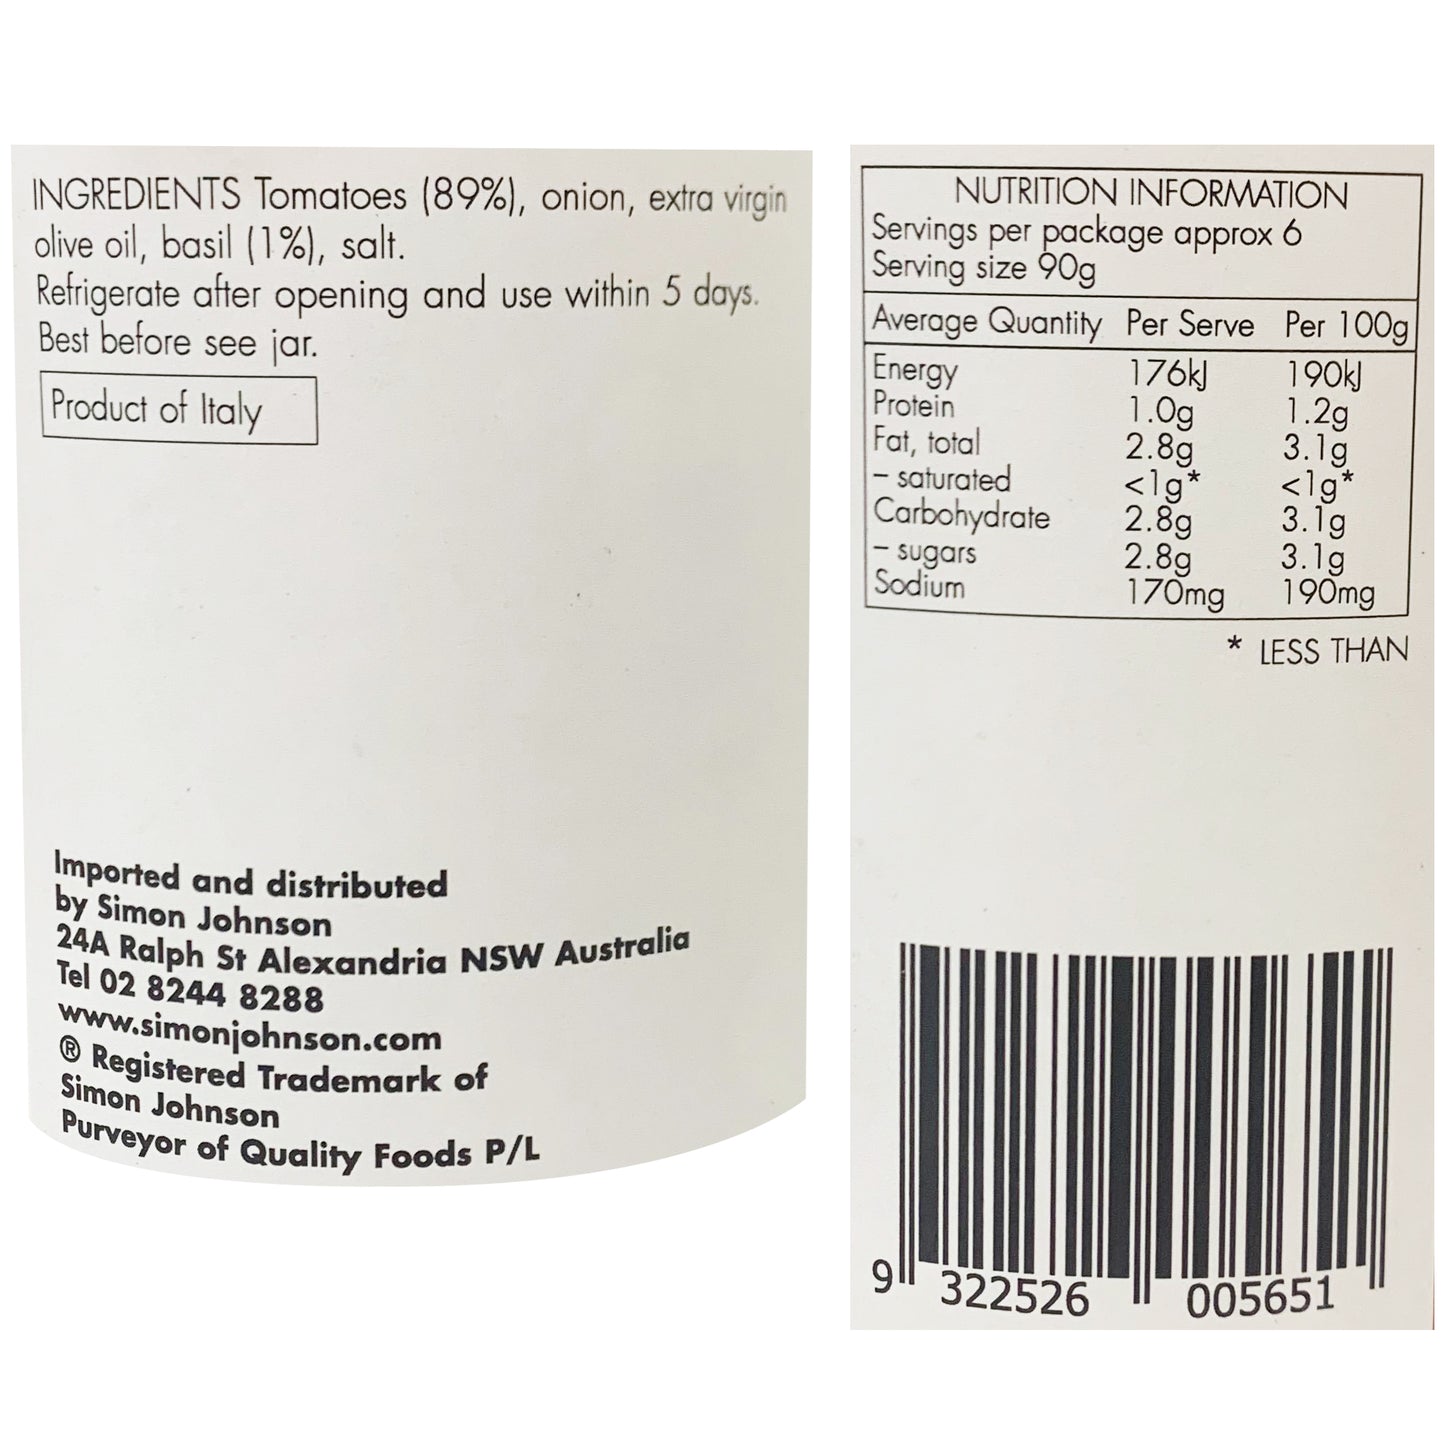 INGREDIENTS Tomatoes (89%), onion, extra virgin
olive oil, basil (1%), salt.
Refrigerate after opening and use within 5 days.
Best before see jar.
Product of Italy
Imported and distributed
by Simon Johnson
24A Ralph St Alexandria NSW Australia
Tel 02 8244 8288
www.simonjohnson.com
® Registered Trademark of
Simon Johnson
Purveyor of Quality Foods P/L
NUTRITION INFORMATION
Servings per package approx 6
Serving size 90g
Average Quantity Per Serve Per 100g
Energy 176kJ 190kJ
Protein 1.0g 1.2g
Fat, total 2.8g 3.1g
– saturated <1g* <1g*
Carbohydrate 2.8g 3.1g
– sugars 2.8g 3.1g
Sodium 170mg 190mg
* LESS THAN
9 322526 005651